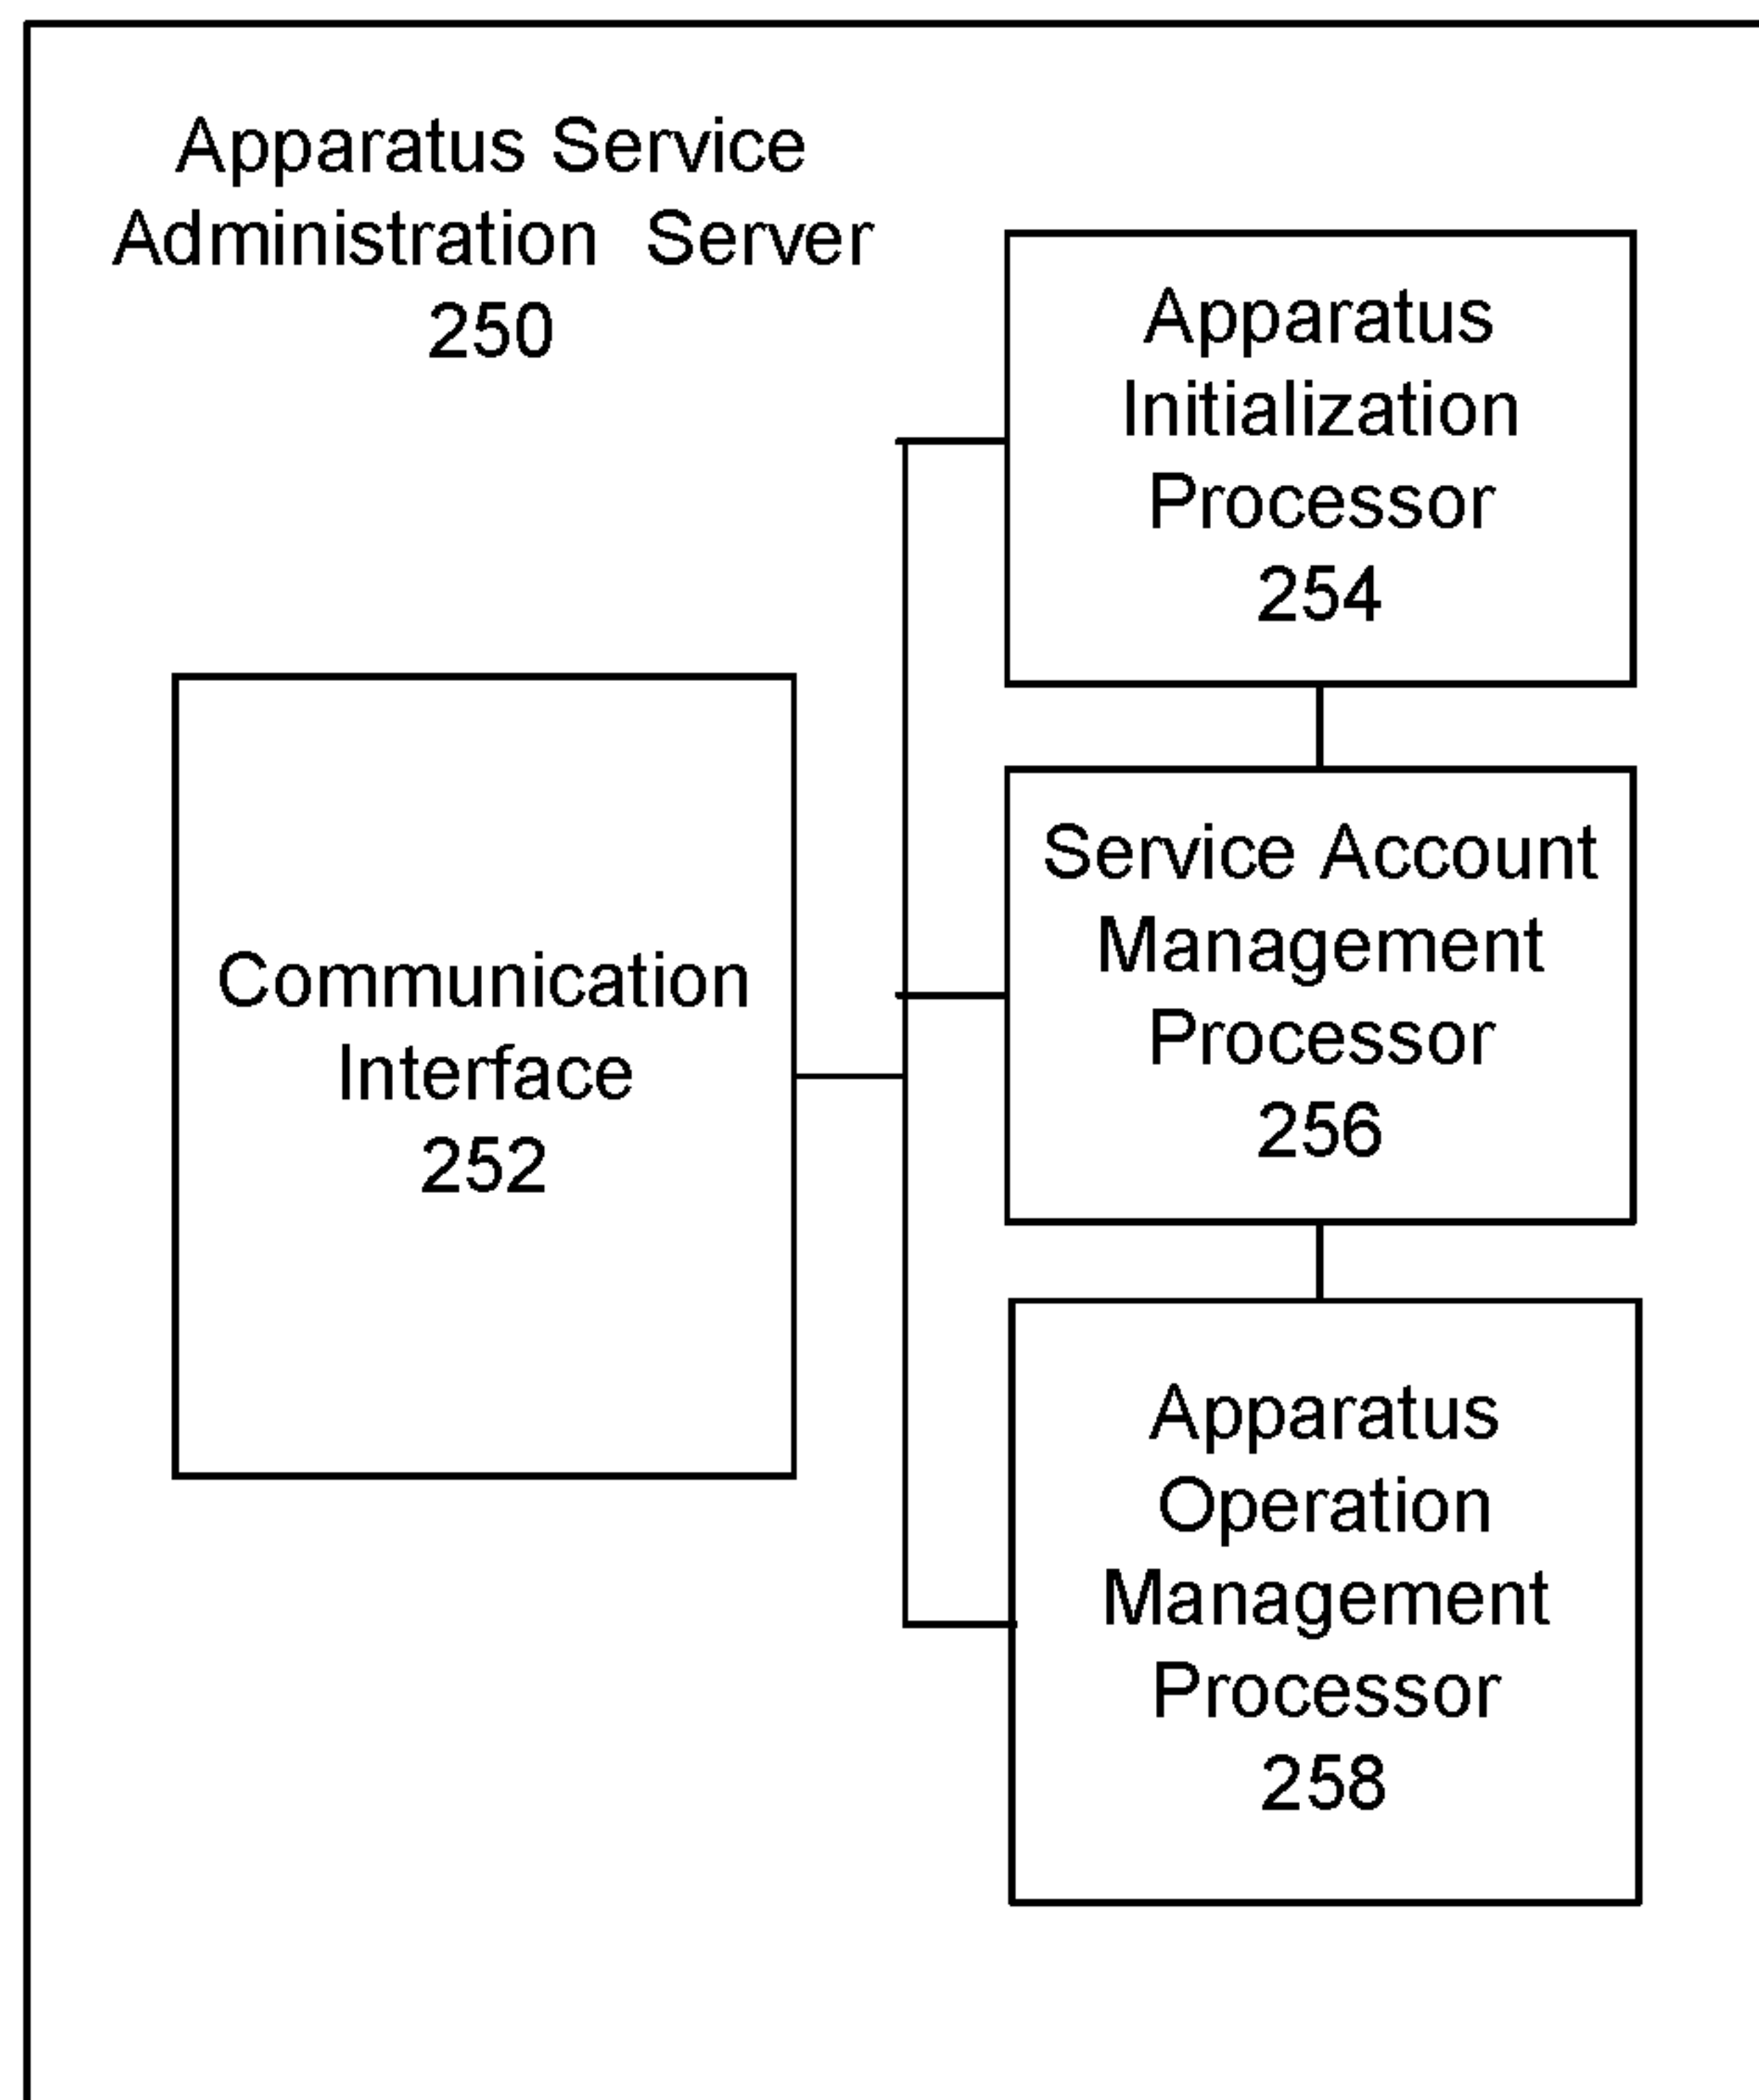 Apparatus Service
Administration Server
250
Apparatus
Initialization
Processor
254
Communication
Interface
252
Service Account
Management
Processor
256
Apparatus
Operation
Management
Processor
258